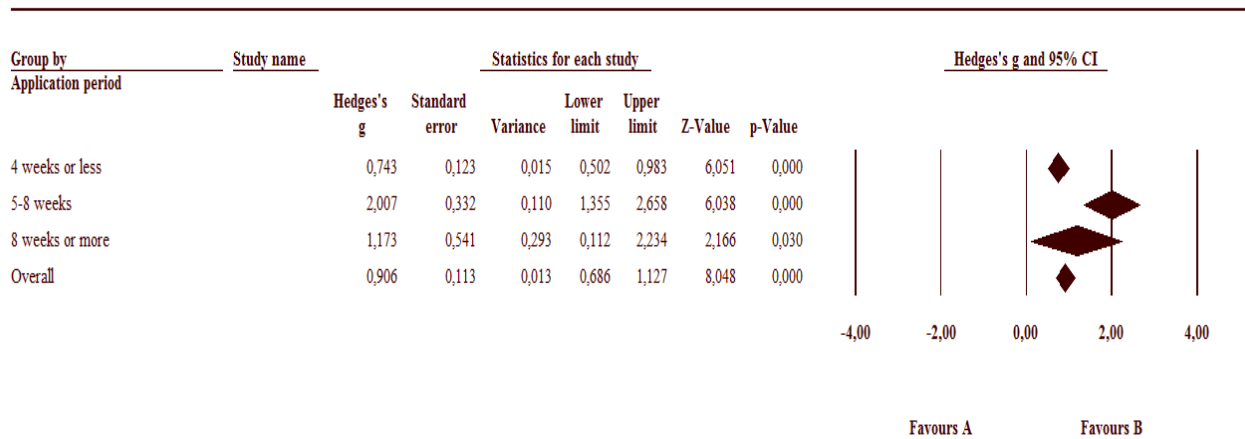 Group by Study name Statistics for each study Hedges's g and 95% CI
Application period
Hedges's Standard Lower Upper
g error Variance limit limit Z-Value p-Value
4 weeks or less 0,743 0,123 0,015 0,502 0,983 6,051 0,000
5-8 weeks 2,007 0,332 0,110 1,355 2,658 6,038 0,000
8 weeks or more 1,173 0,541 0,293 0,112 2,234 2,166 0,030
Overall 0,906 0,113 0,013 0,686 1,127 8,048 0,000
-4,00 -2,00 0,00 2,00 4,00
Favours A Favours B